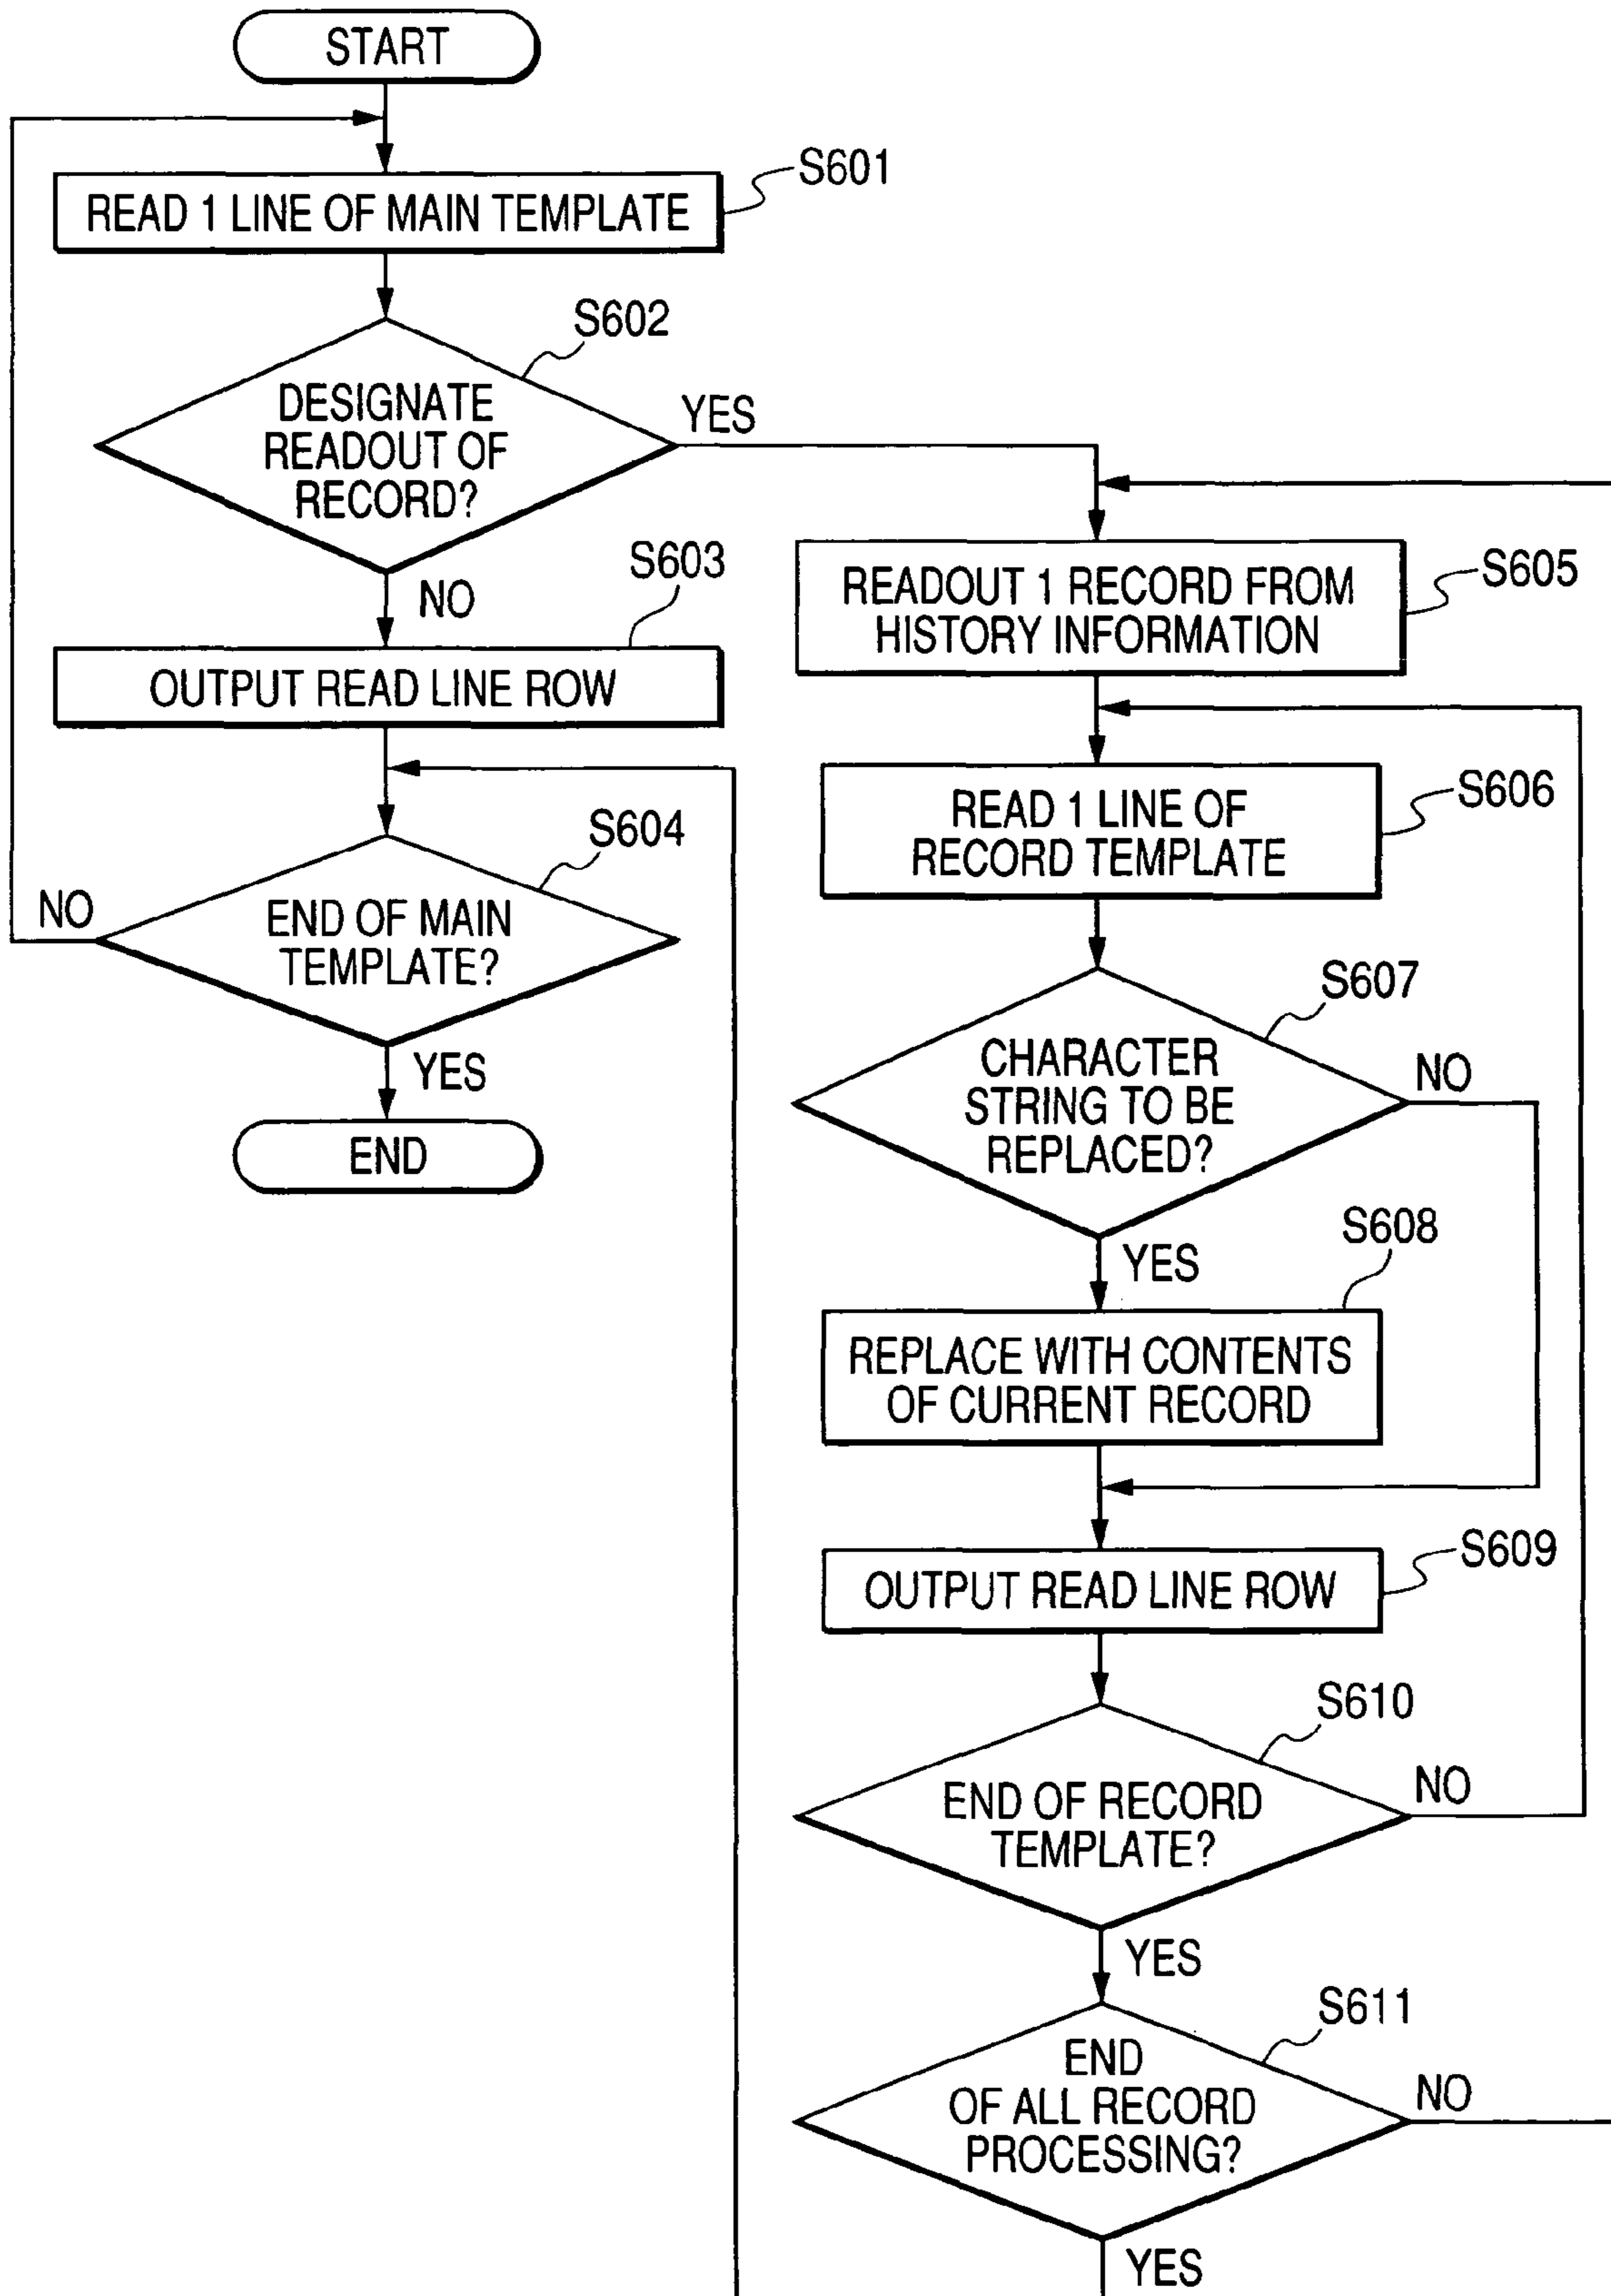 START
READ 1 LINE OF MAIN TEMPLATE
S601
S602
DESIGNATE
READOUT OF
RECORD?
YES
NO
S603
OUTPUT READ LINE ROW
S604
END OF MAIN
TEMPLATE?
NO
YES
END
READOUT 1 RECORD FROM
HISTORY INFORMATION
S605
READ 1 LINE OF
RECORD TEMPLATE
S606
S607
CHARACTER
STRING TO BE
REPLACED?
NO
YES
S608
REPLACE WITH CONTENTS
OF CURRENT RECORD
S609
OUTPUT READ LINE ROW
S610
END OF RECORD
TEMPLATE?
NO
YES
S611
END
OF ALL RECORD
PROCESSING?
NO
YES